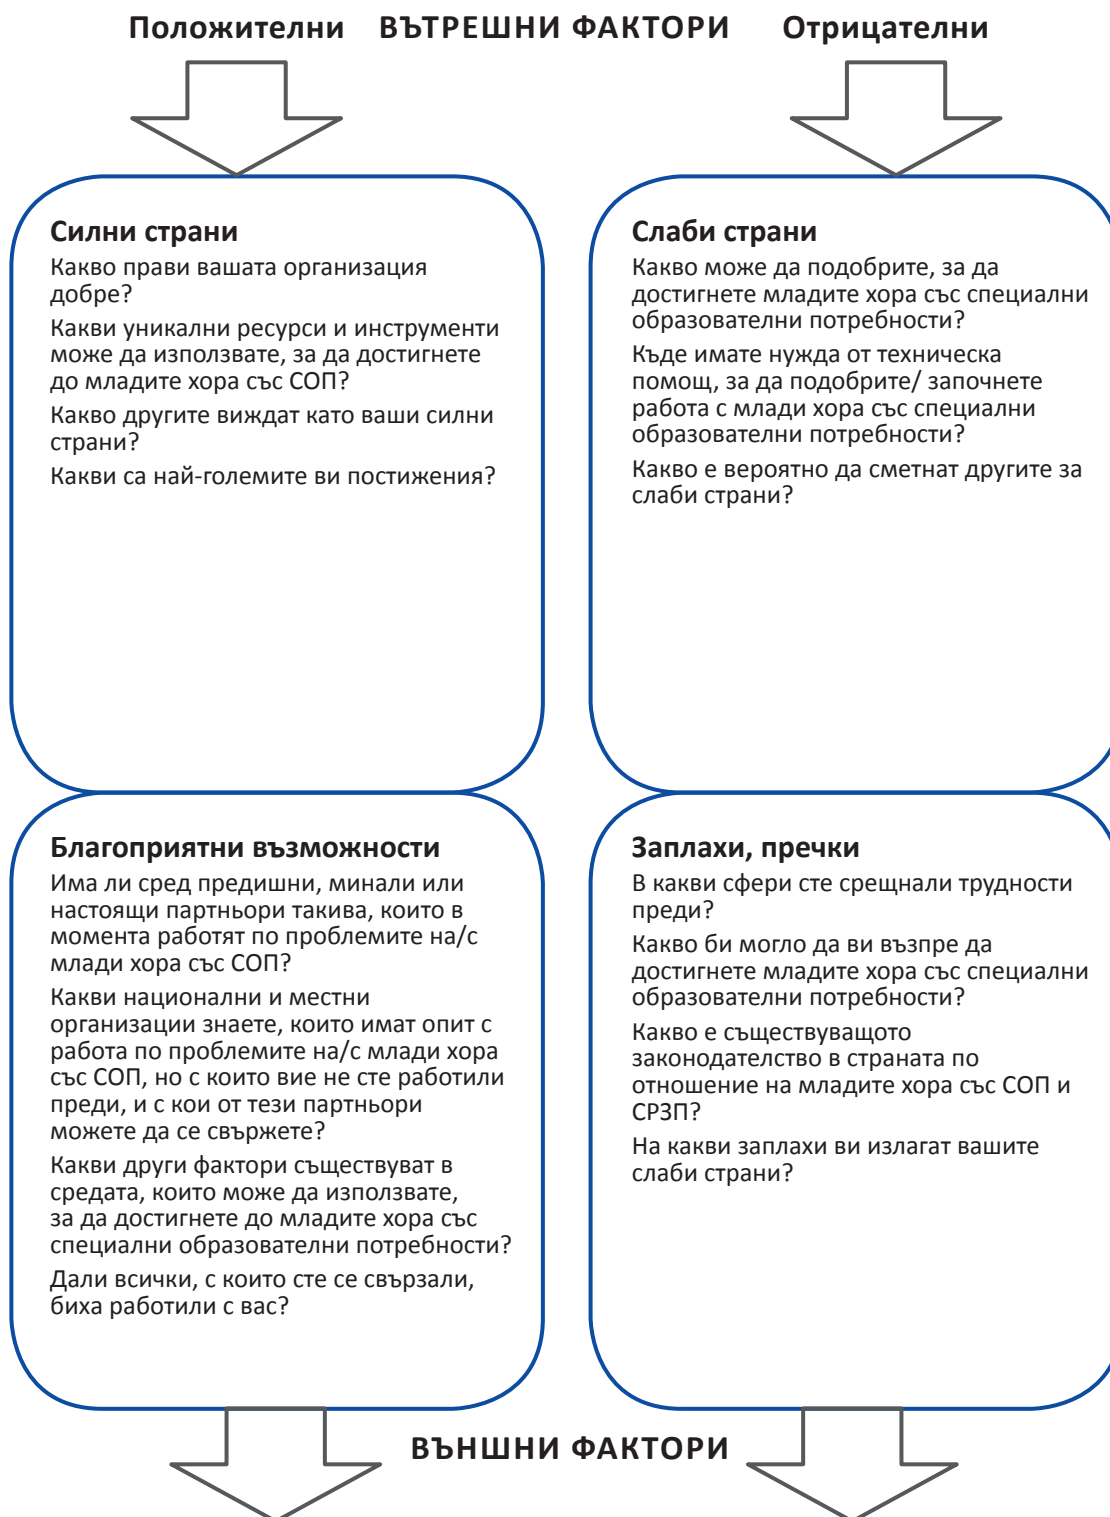 Положителни ВЪТРЕШНИ ФАКТОРИ Отрицателни
Силни страни
Какво прави вашата организация
добре?
Какви уникални ресурси и инструменти
може да използвате, за да достигнете
до младите хора със СОП?
Какво другите виждат като ваши силни
страни?
Какви са най-големите ви постижения?
Слаби страни
Какво може да подобрите, за да
достигнете младите хора със специални
образователни потребности?
Къде имате нужда от техническа
помощ, за да подобрите/ започнете
работа с млади хора със специални
образователни потребности?
Какво е вероятно да сметнат другите за
слаби страни?
Благоприятни възможности
Има ли сред предишни, минали или
настоящи партньори такива, които в
момента работят по проблемите на/с
млади хора със СОП?
Какви национални и местни
организации знаете, които имат опит с
работа по проблемите на/с млади хора
със СОП, но с които вие не сте работили
преди, и с кои от тези партньори
можете да се свържете?
Какви други фактори съществуват в
средата, които може да използвате,
за да достигнете до младите хора със
специални образователни потребности?
Дали всички, с които сте се свързали,
биха работили с вас?
Заплахи, пречки
В какви сфери сте срещнали трудности
преди?
Какво би могло да ви възпре да
достигнете младите хора със специални
образователни потребности?
Какво е съществуващото
законодателство в страната по
отношение на младите хора със СОП и
СРЗП?
На какви заплахи ви излагат вашите
слаби страни?
ВЪНШНИ ФАКТОРИ